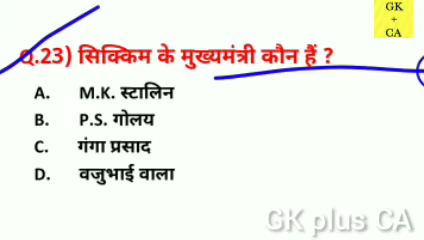 GK
+
CA
Q.23) सिक्किम के मुख्यमंत्री कौन हैं ?
A. M.K. स्टालिन
B. P.S. गोलय
C. गंगा प्रसाद
D. वजुभाई वाला
GK plus CA